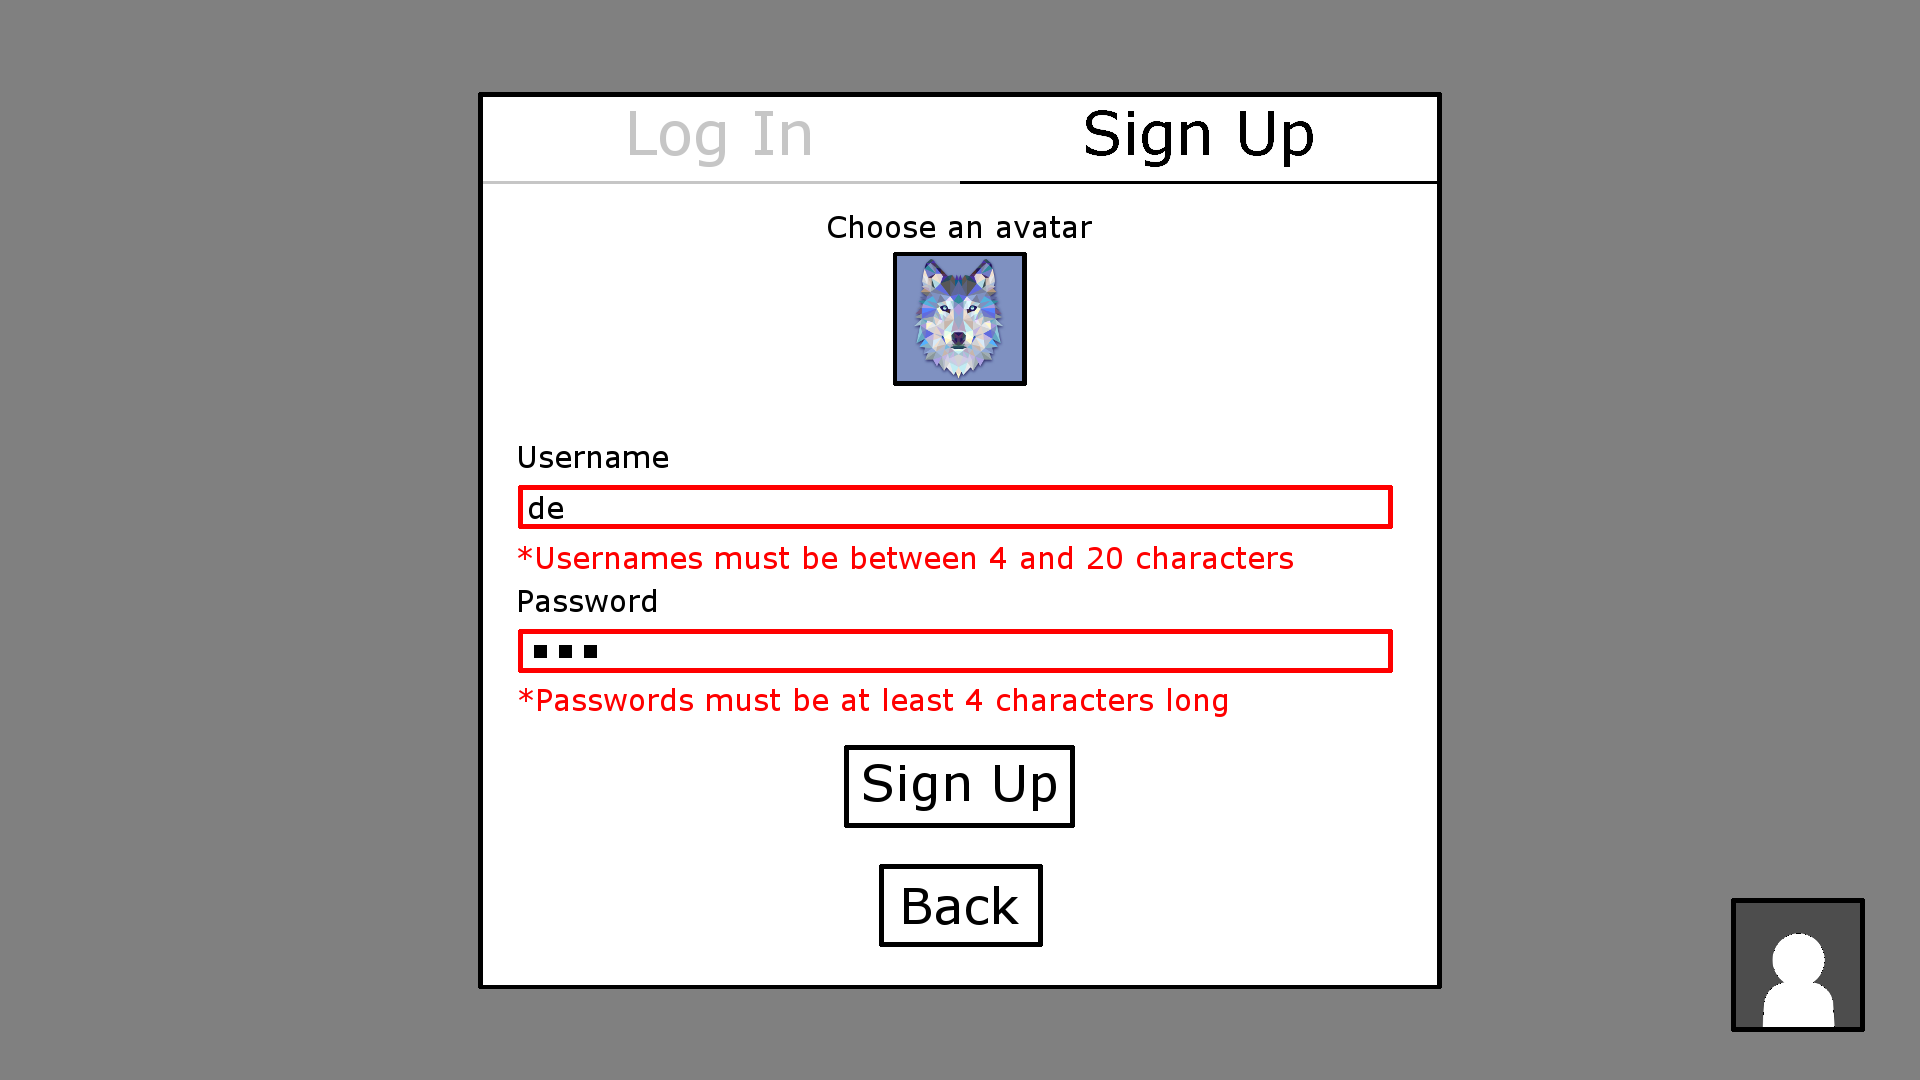 Log In
Sign Up
Choose an avatar
Username
de
*Usernames must be between 4 and 20 characters
Password
*Passwords must be at least 4 characters long
Sign Up
Back